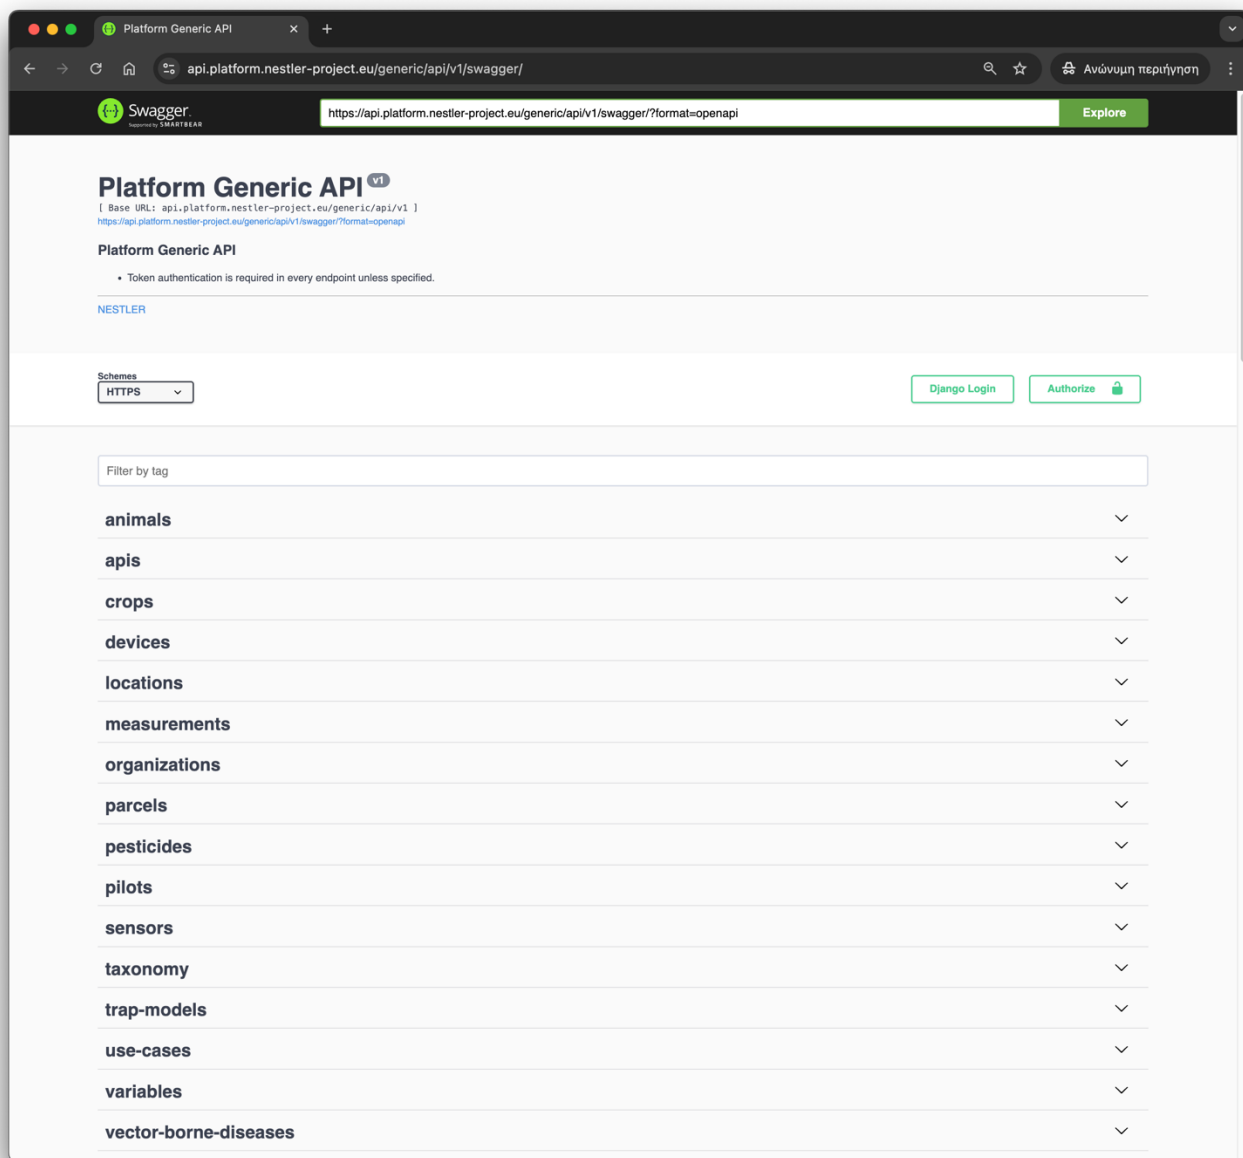 Platform Generic API
api.platform.nestler-project.eu/generic/api/v1/swagger/
Ανώνυμη περιήγηση
Swagger.
Supported by SMARTBEAR
https://api.platform.nestler-project.eu/generic/api/v1/swagger/?format=openapi
Explore
Platform Generic API v1
[ Base URL: api.platform.nestler-project.eu/generic/api/v1 ]
https://api.platform.nestler-project.eu/generic/api/v1/swagger/?format=openapi
Platform Generic API
• Token authentication is required in every endpoint unless specified.
NESTLER
Schemes
HTTPS
Django Login
Authorize
Filter by tag
animals
apis
crops
devices
locations
measurements
organizations
parcels
pesticides
pilots
sensors
taxonomy
trap-models
use-cases
variables
vector-borne-diseases